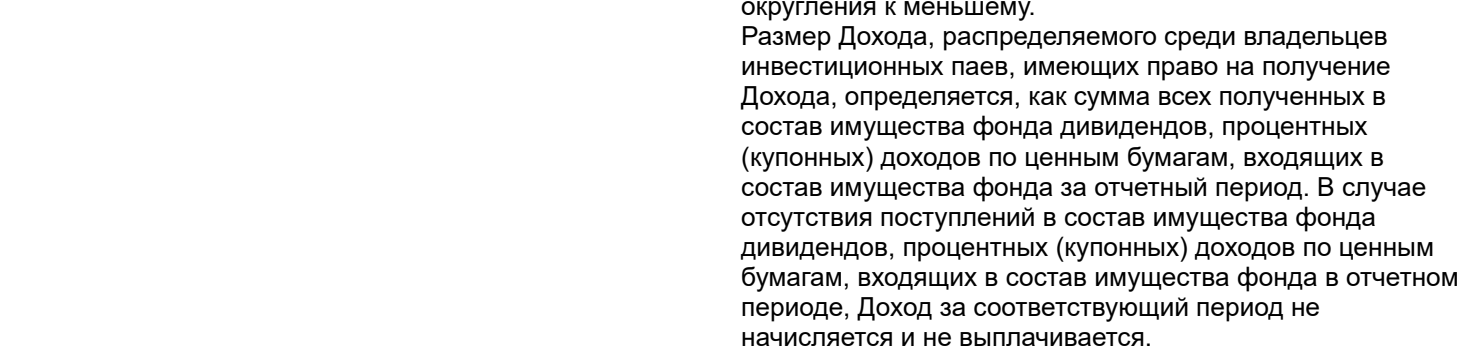 округления к меньшему.
Размер Дохода, распределяемого среди владельцев
инвестиционных паев, имеющих право на получение
Дохода, определяется, как сумма всех полученных в
состав имущества фонда дивидендов, процентных
(купонных) доходов по ценным бумагам, входящих в
состав имущества фонда за отчетный период. В случае
отсутствия поступлений в состав имущества фонда
дивидендов, процентных (купонных) доходов по ценным
бумагам, входящих в состав имущества фонда в отчетном
периоде, Доход за соответствующий период не
начисляется и не выплачивается.